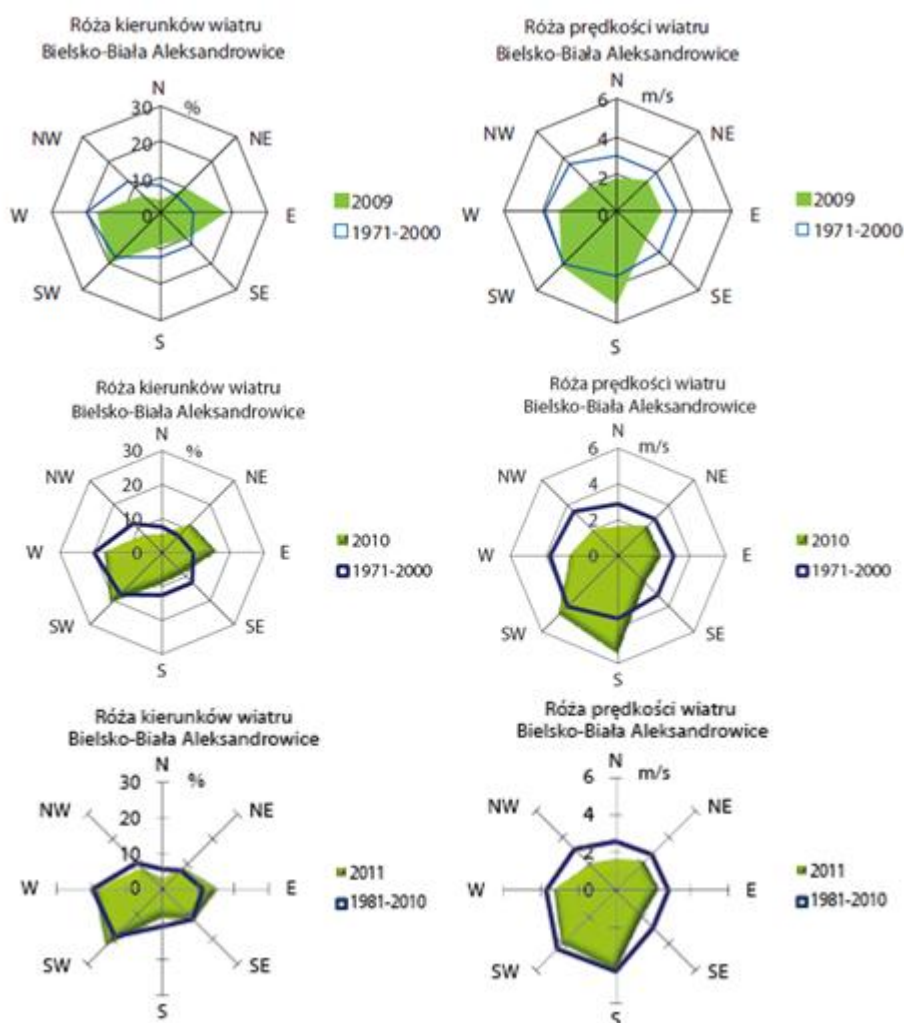 Róża kierunków wiatru
Bielsko-Biała Aleksandrowice
N
30
%
NW
NE
20
10
W
0
E
SW
SE
S
2009
1971-2000
Róża prędkości wiatru
Bielsko-Biała Aleksandrowice
N
6
m/s
NW
NE
4
2
W
0
E
SW
SE
S
2009
1971-2000
Róża kierunków wiatru
Bielsko-Biała Aleksandrowice
N
30
%
NW
NE
20
10
W
0
E
SW
SE
S
2010
1971-2000
Róża prędkości wiatru
Bielsko-Biała Aleksandrowice
N
6
m/s
NW
NE
4
2
W
0
E
SW
SE
S
2010
1971-2000
Róża kierunków wiatru
Bielsko-Biała Aleksandrowice
N
30
%
NW
NE
20
10
W
0
E
SW
SE
S
2011
1981-2010
Róża prędkości wiatru
Bielsko-Biała Aleksandrowice
N
6
m/s
NW
NE
4
2
W
0
E
SW
SE
S
2011
1981-2010